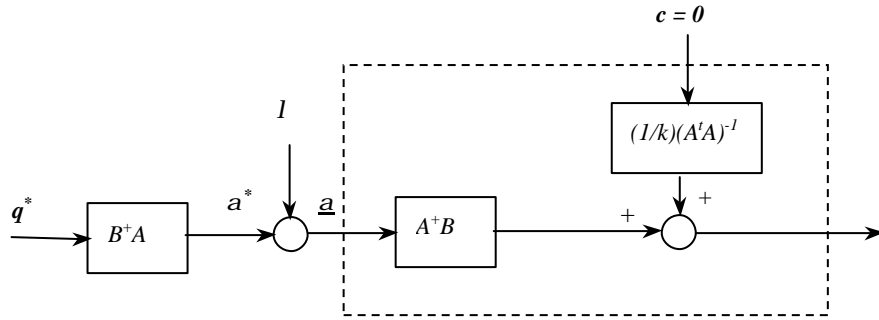 c = 0
l
(1/k)(AᵗA)⁻¹
q*
B⁺A
a*
a
A⁺B
+
+